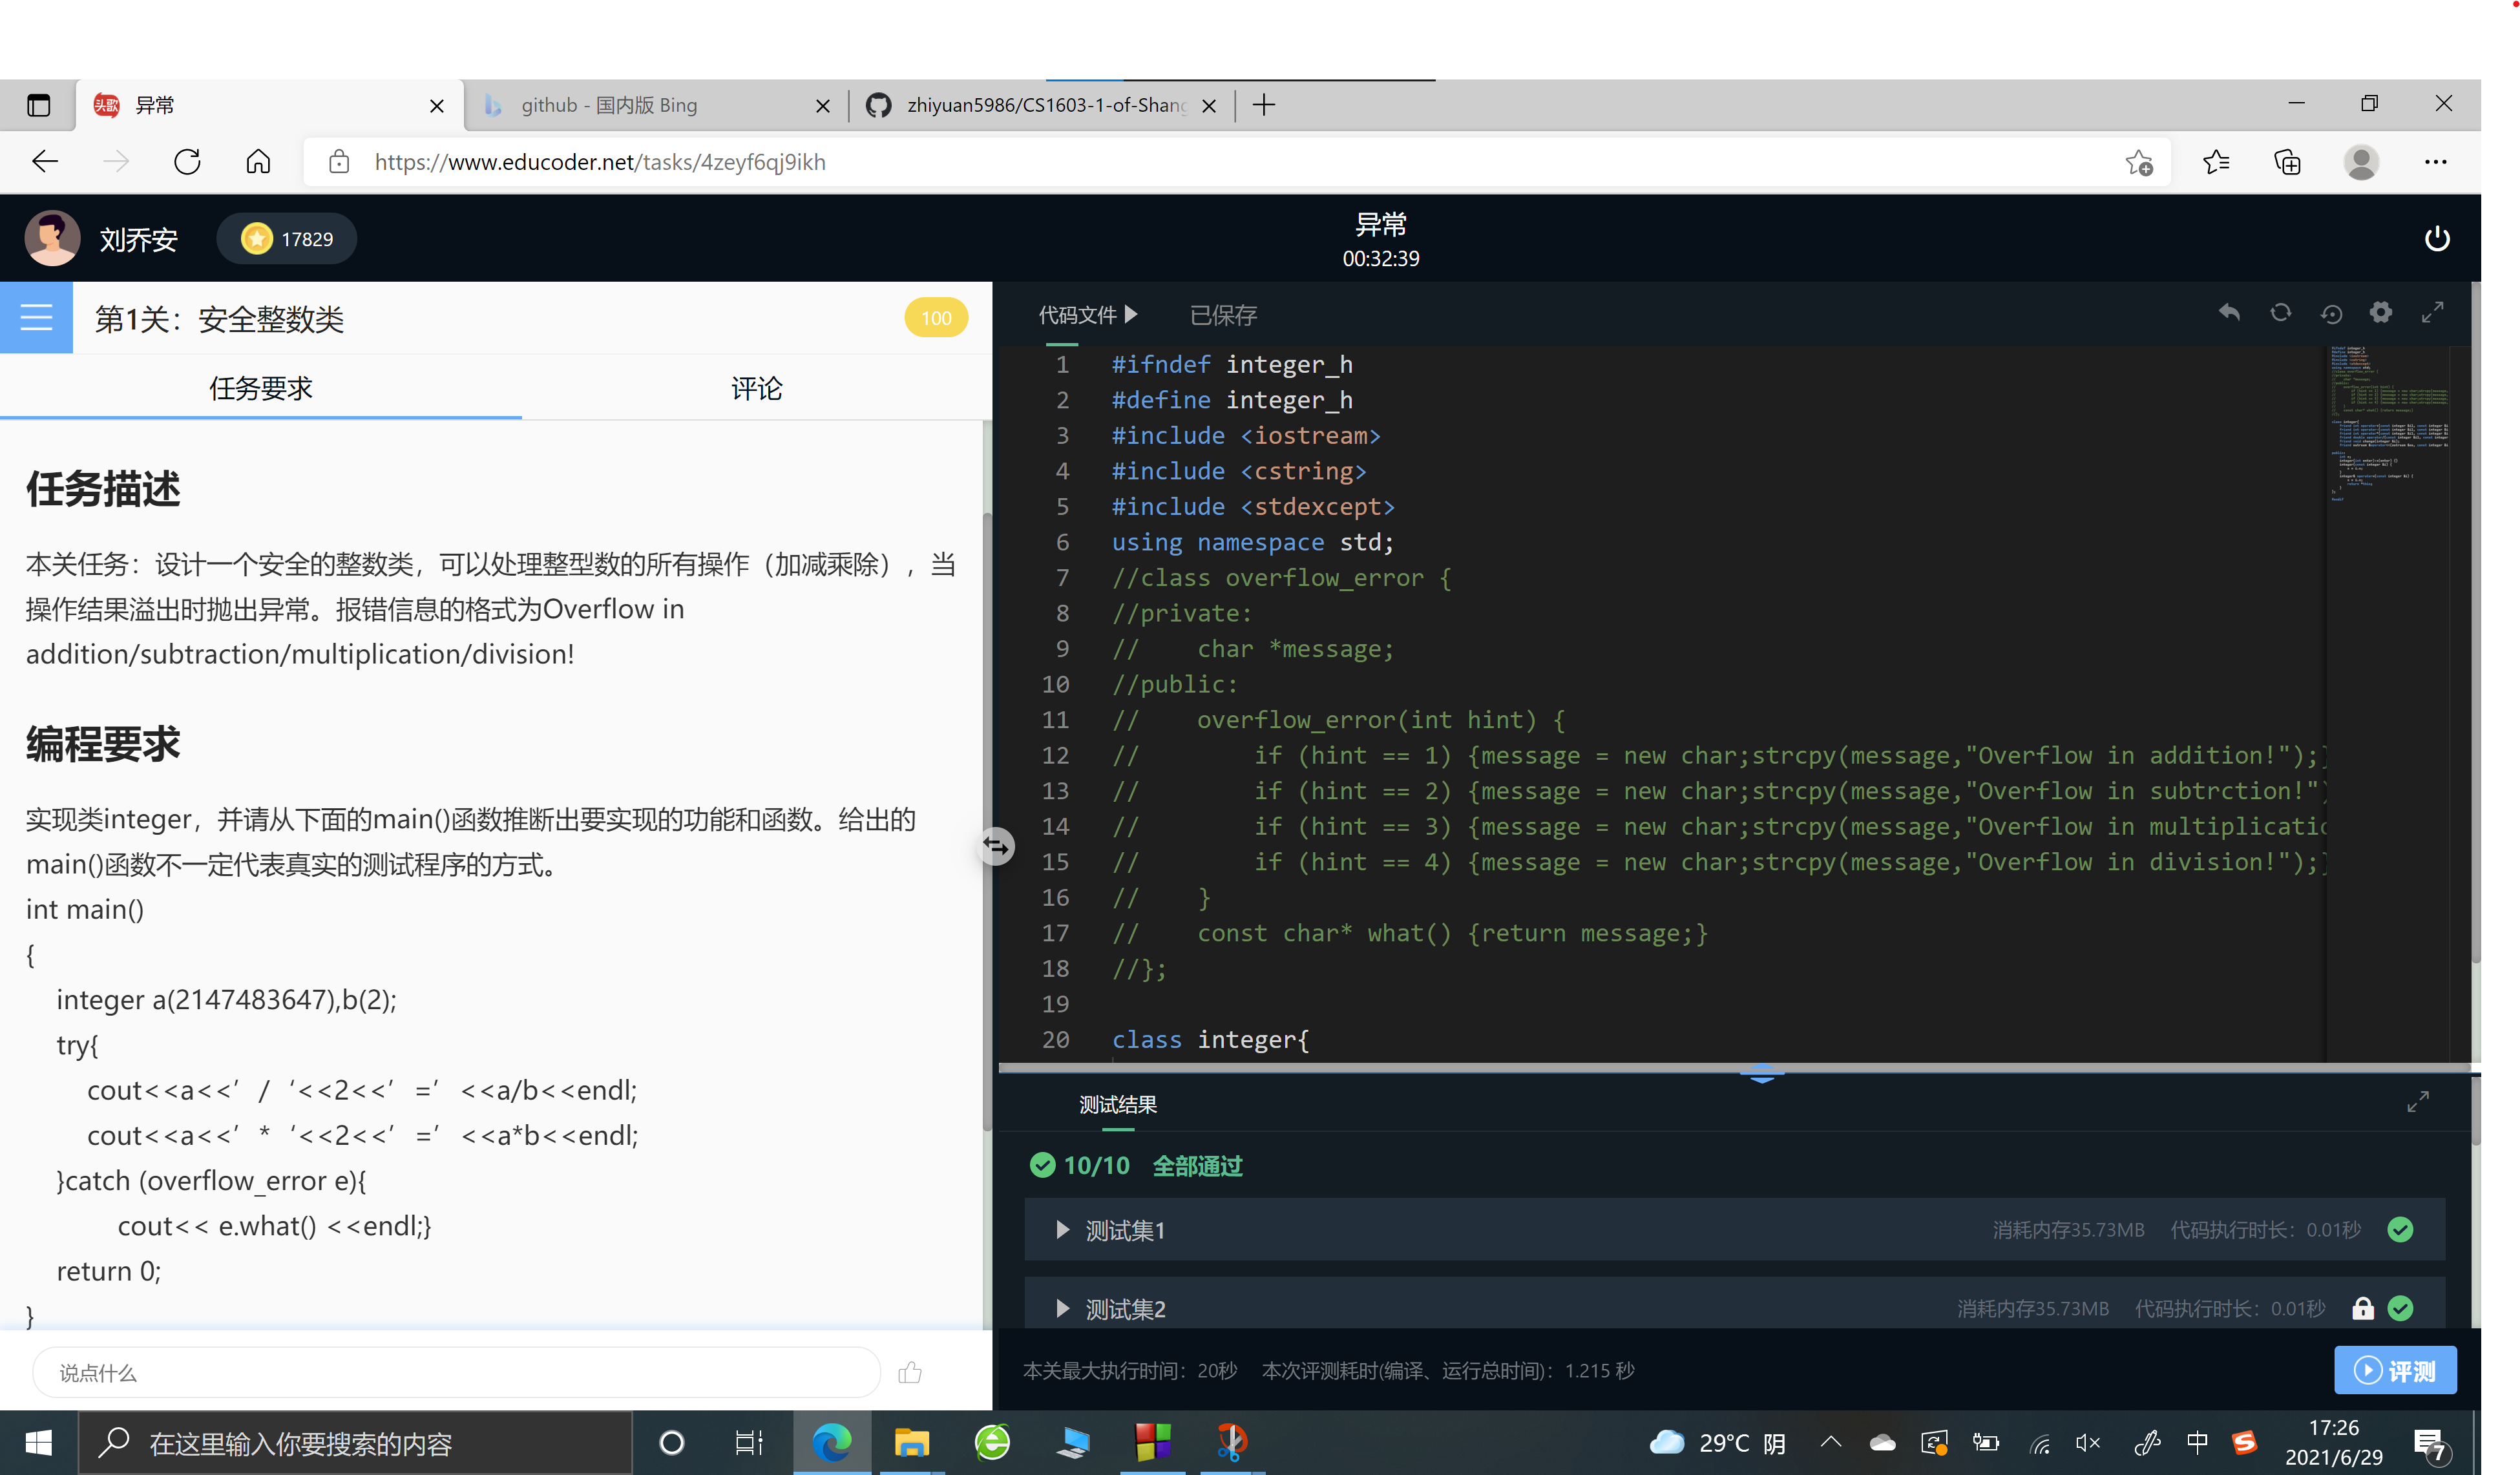 异常
github - 国内版 Bing
zhiyuan5986/CS1603-1-of-Shang
https://www.educoder.net/tasks/4zeyf6qj9ikh
刘乔安
17829
异常
00:32:39
第1关：安全整数类
100
任务要求
评论
任务描述
本关任务：设计一个安全的整数类，可以处理整型数的所有操作（加减乘除），当
操作结果溢出时抛出异常。报错信息的格式为Overflow in
addition/subtraction/multiplication/division!
编程要求
实现类integer，并请从下面的main()函数推断出要实现的功能和函数。给出的
main()函数不一定代表真实的测试程序的方式。
int main()
{
integer a(2147483647),b(2);
try{
cout<<a<<’ / ‘<<2<<’ =’ <<a/b<<endl;
cout<<a<<’ * ‘<<2<<’ =’ <<a*b<<endl;
}catch (overflow_error e){
cout<< e.what() <<endl;}
return 0;
}
说点什么
代码文件
已保存
1 #ifndef integer_h
2 #define integer_h
3 #include <iostream>
4 #include <cstring>
5 #include <stdexcept>
6 using namespace std;
7 //class overflow_error {
8 //private:
9 //    char *message;
10 //public:
11 //    overflow_error(int hint) {
12 //        if (hint == 1) {message = new char;strcpy(message,"Overflow in addition!");}
13 //        if (hint == 2) {message = new char;strcpy(message,"Overflow in subtrction!")
14 //        if (hint == 3) {message = new char;strcpy(message,"Overflow in multiplicatio
15 //        if (hint == 4) {message = new char;strcpy(message,"Overflow in division!");}
16 //    }
17 //    const char* what() {return message;}
18 //};
19
20 class integer{
测试结果
10/10 全部通过
测试集1
消耗内存35.73MB 代码执行时长：0.01秒
测试集2
消耗内存35.73MB 代码执行时长：0.01秒
本关最大执行时间：20秒 本次评测耗时(编译、运行总时间)：1.215 秒
评测
在这里输入你要搜索的内容
29°C 阴
中
17:26
2021/6/29
7